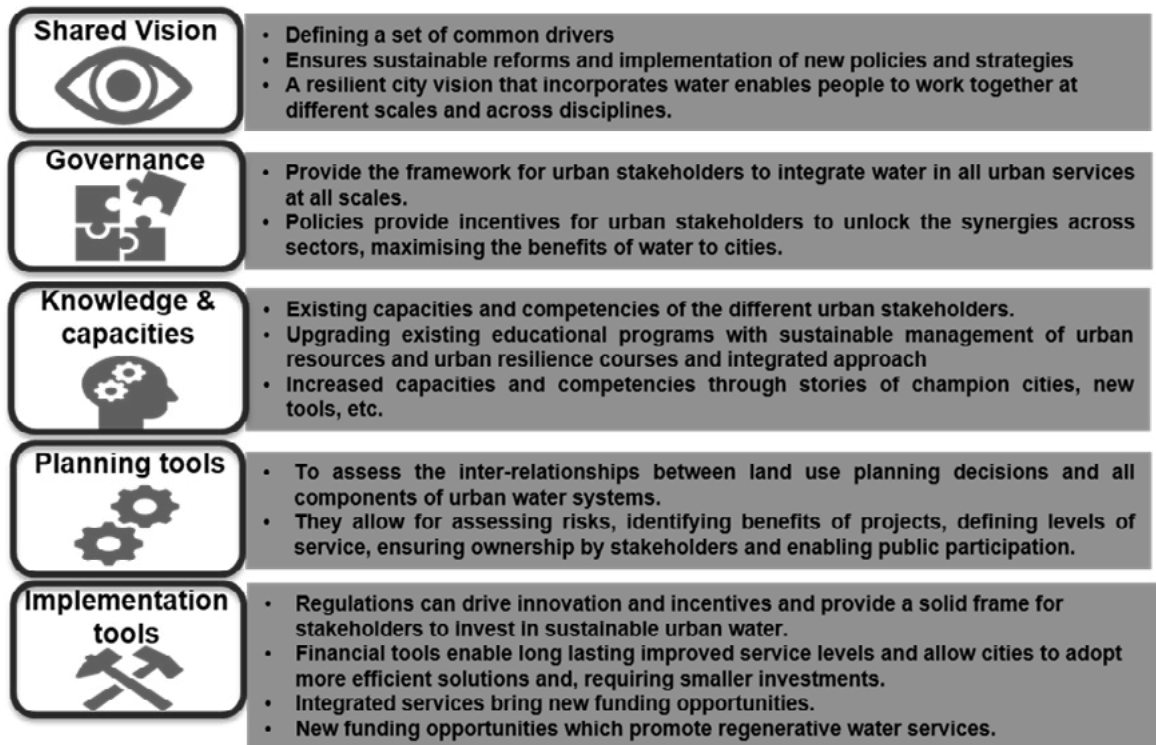 Shared Vision
• Defining a set of common drivers
• Ensures sustainable reforms and implementation of new policies and strategies
• A resilient city vision that incorporates water enables people to work together at
different scales and across disciplines.
Governance
• Provide the framework for urban stakeholders to integrate water in all urban services
at all scales.
• Policies provide incentives for urban stakeholders to unlock the synergies across
sectors, maximising the benefits of water to cities.
Knowledge &
capacities
• Existing capacities and competencies of the different urban stakeholders.
• Upgrading existing educational programs with sustainable management of urban
resources and urban resilience courses and integrated approach
• Increased capacities and competencies through stories of champion cities, new
tools, etc.
Planning tools
• To assess the inter-relationships between land use planning decisions and all
components of urban water systems.
• They allow for assessing risks, identifying benefits of projects, defining levels of
service, ensuring ownership by stakeholders and enabling public participation.
Implementation
tools
• Regulations can drive innovation and incentives and provide a solid frame for
stakeholders to invest in sustainable urban water.
• Financial tools enable long lasting improved service levels and allow cities to adopt
more efficient solutions and, requiring smaller investments.
• Integrated services bring new funding opportunities.
• New funding opportunities which promote regenerative water services.